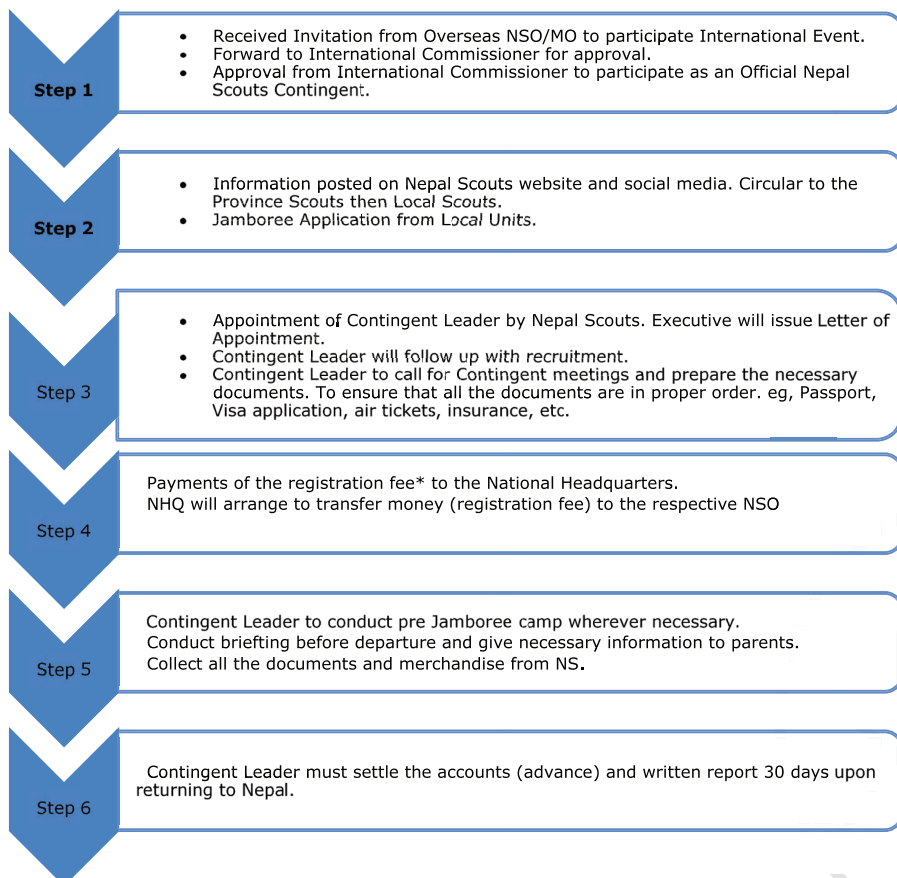 Step 1
• Received Invitation from Overseas NSO/MO to participate International Event.
• Forward to International Commissioner for approval.
• Approval from International Commissioner to participate as an Official Nepal
Scouts Contingent.
Step 2
• Information posted on Nepal Scouts website and social media. Circular to the
Province Scouts then Local Scouts.
• Jamboree Application from Local Units.
Step 3
• Appointment of Contingent Leader by Nepal Scouts. Executive will issue Letter of
Appointment.
• Contingent Leader will follow up with recruitment.
• Contingent Leader to call for Contingent meetings and prepare the necessary
documents. To ensure that all the documents are in proper order. eg, Passport,
Visa application, air tickets, insurance, etc.
Step 4
Payments of the registration fee* to the National Headquarters.
NHQ will arrange to transfer money (registration fee) to the respective NSO
Step 5
Contingent Leader to conduct pre Jamboree camp wherever necessary.
Conduct briefting before departure and give necessary information to parents.
Collect all the documents and merchandise from NS.
Step 6
Contingent Leader must settle the accounts (advance) and written report 30 days upon
returning to Nepal.